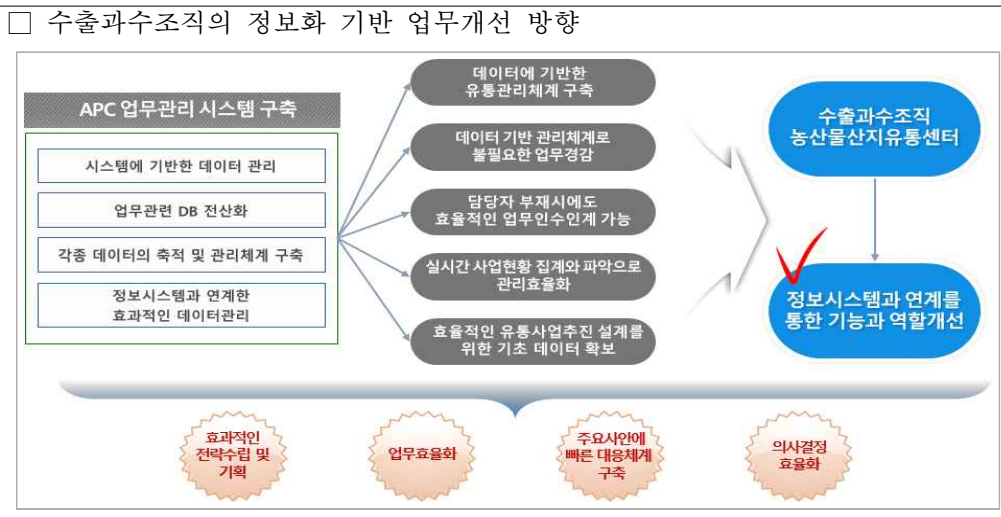 □ 수출과수조직의 정보화 기반 업무개선 방향
APC 업무관리 시스템 구축
시스템에 기반한 데이터 관리
업무관련 DB 전산화
각종 데이터의 축적 및 관리체계 구축
정보시스템과 연계한
효과적인 데이터관리
데이터에 기반한
유통관리체계 구축
데이터 기반 관리체계로
불필요한 업무경감
담당자 부재시에도
효율적인 업무인수인계 가능
실시간 사업현황 집계와 파악으로
관리효율화
효율적인 유통사업추진 설계를
위한 기초 데이터 확보
수출과수조직
농산물산지유통센터
정보시스템과 연계를
통한 기능과 역할개선
효과적인
전략수립 및
기획
업무효율화
주요사안에
빠른 대응체계
구축
의사결정
효율화